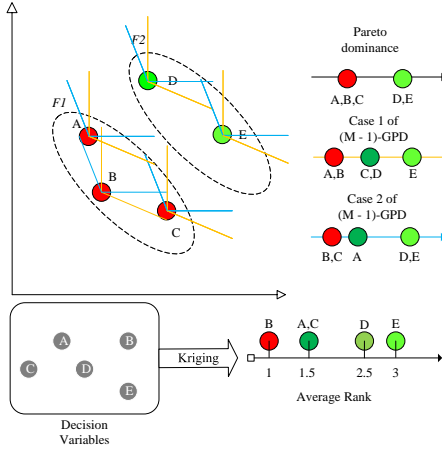 F2
D
F1
A
E
B
C
Pareto
dominance
A,B,C D,E
Case 1 of
(M - 1)-GPD
A,B C,D E
Case 2 of
(M - 1)-GPD
B,C A D,E
A B
C D
E
Decision
Variables
Kriging
B A,C D E
1 1.5 2.5 3
Average Rank